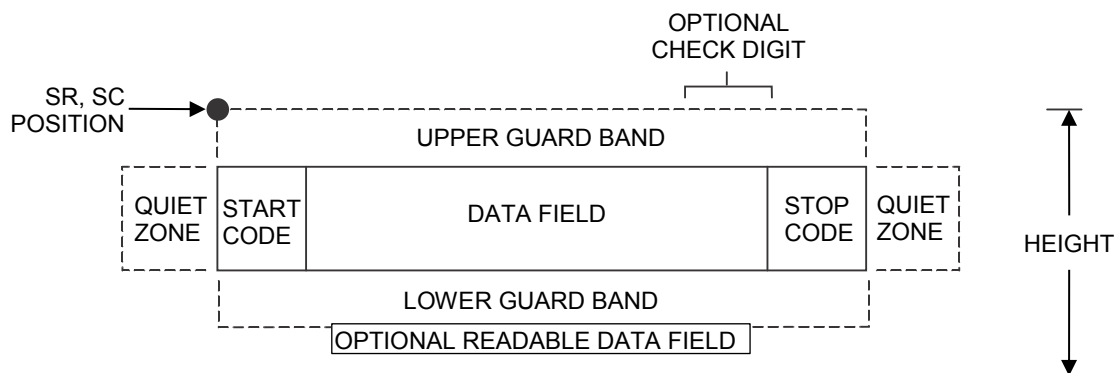 OPTIONAL
CHECK DIGIT
SR, SC
POSITION
UPPER GUARD BAND
QUIET
ZONE
START
CODE
DATA FIELD
STOP
CODE
QUIET
ZONE
HEIGHT
LOWER GUARD BAND
OPTIONAL READABLE DATA FIELD